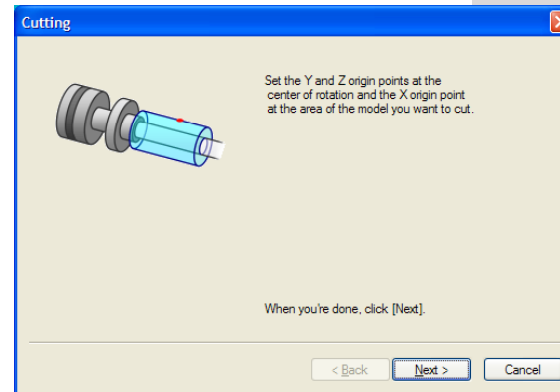 Cutting
Set the Y and Z origin points at the
center of rotation and the X origin point
at the area of the model you want to cut.
When you're done, click [Next].
< Back
Next >
Cancel